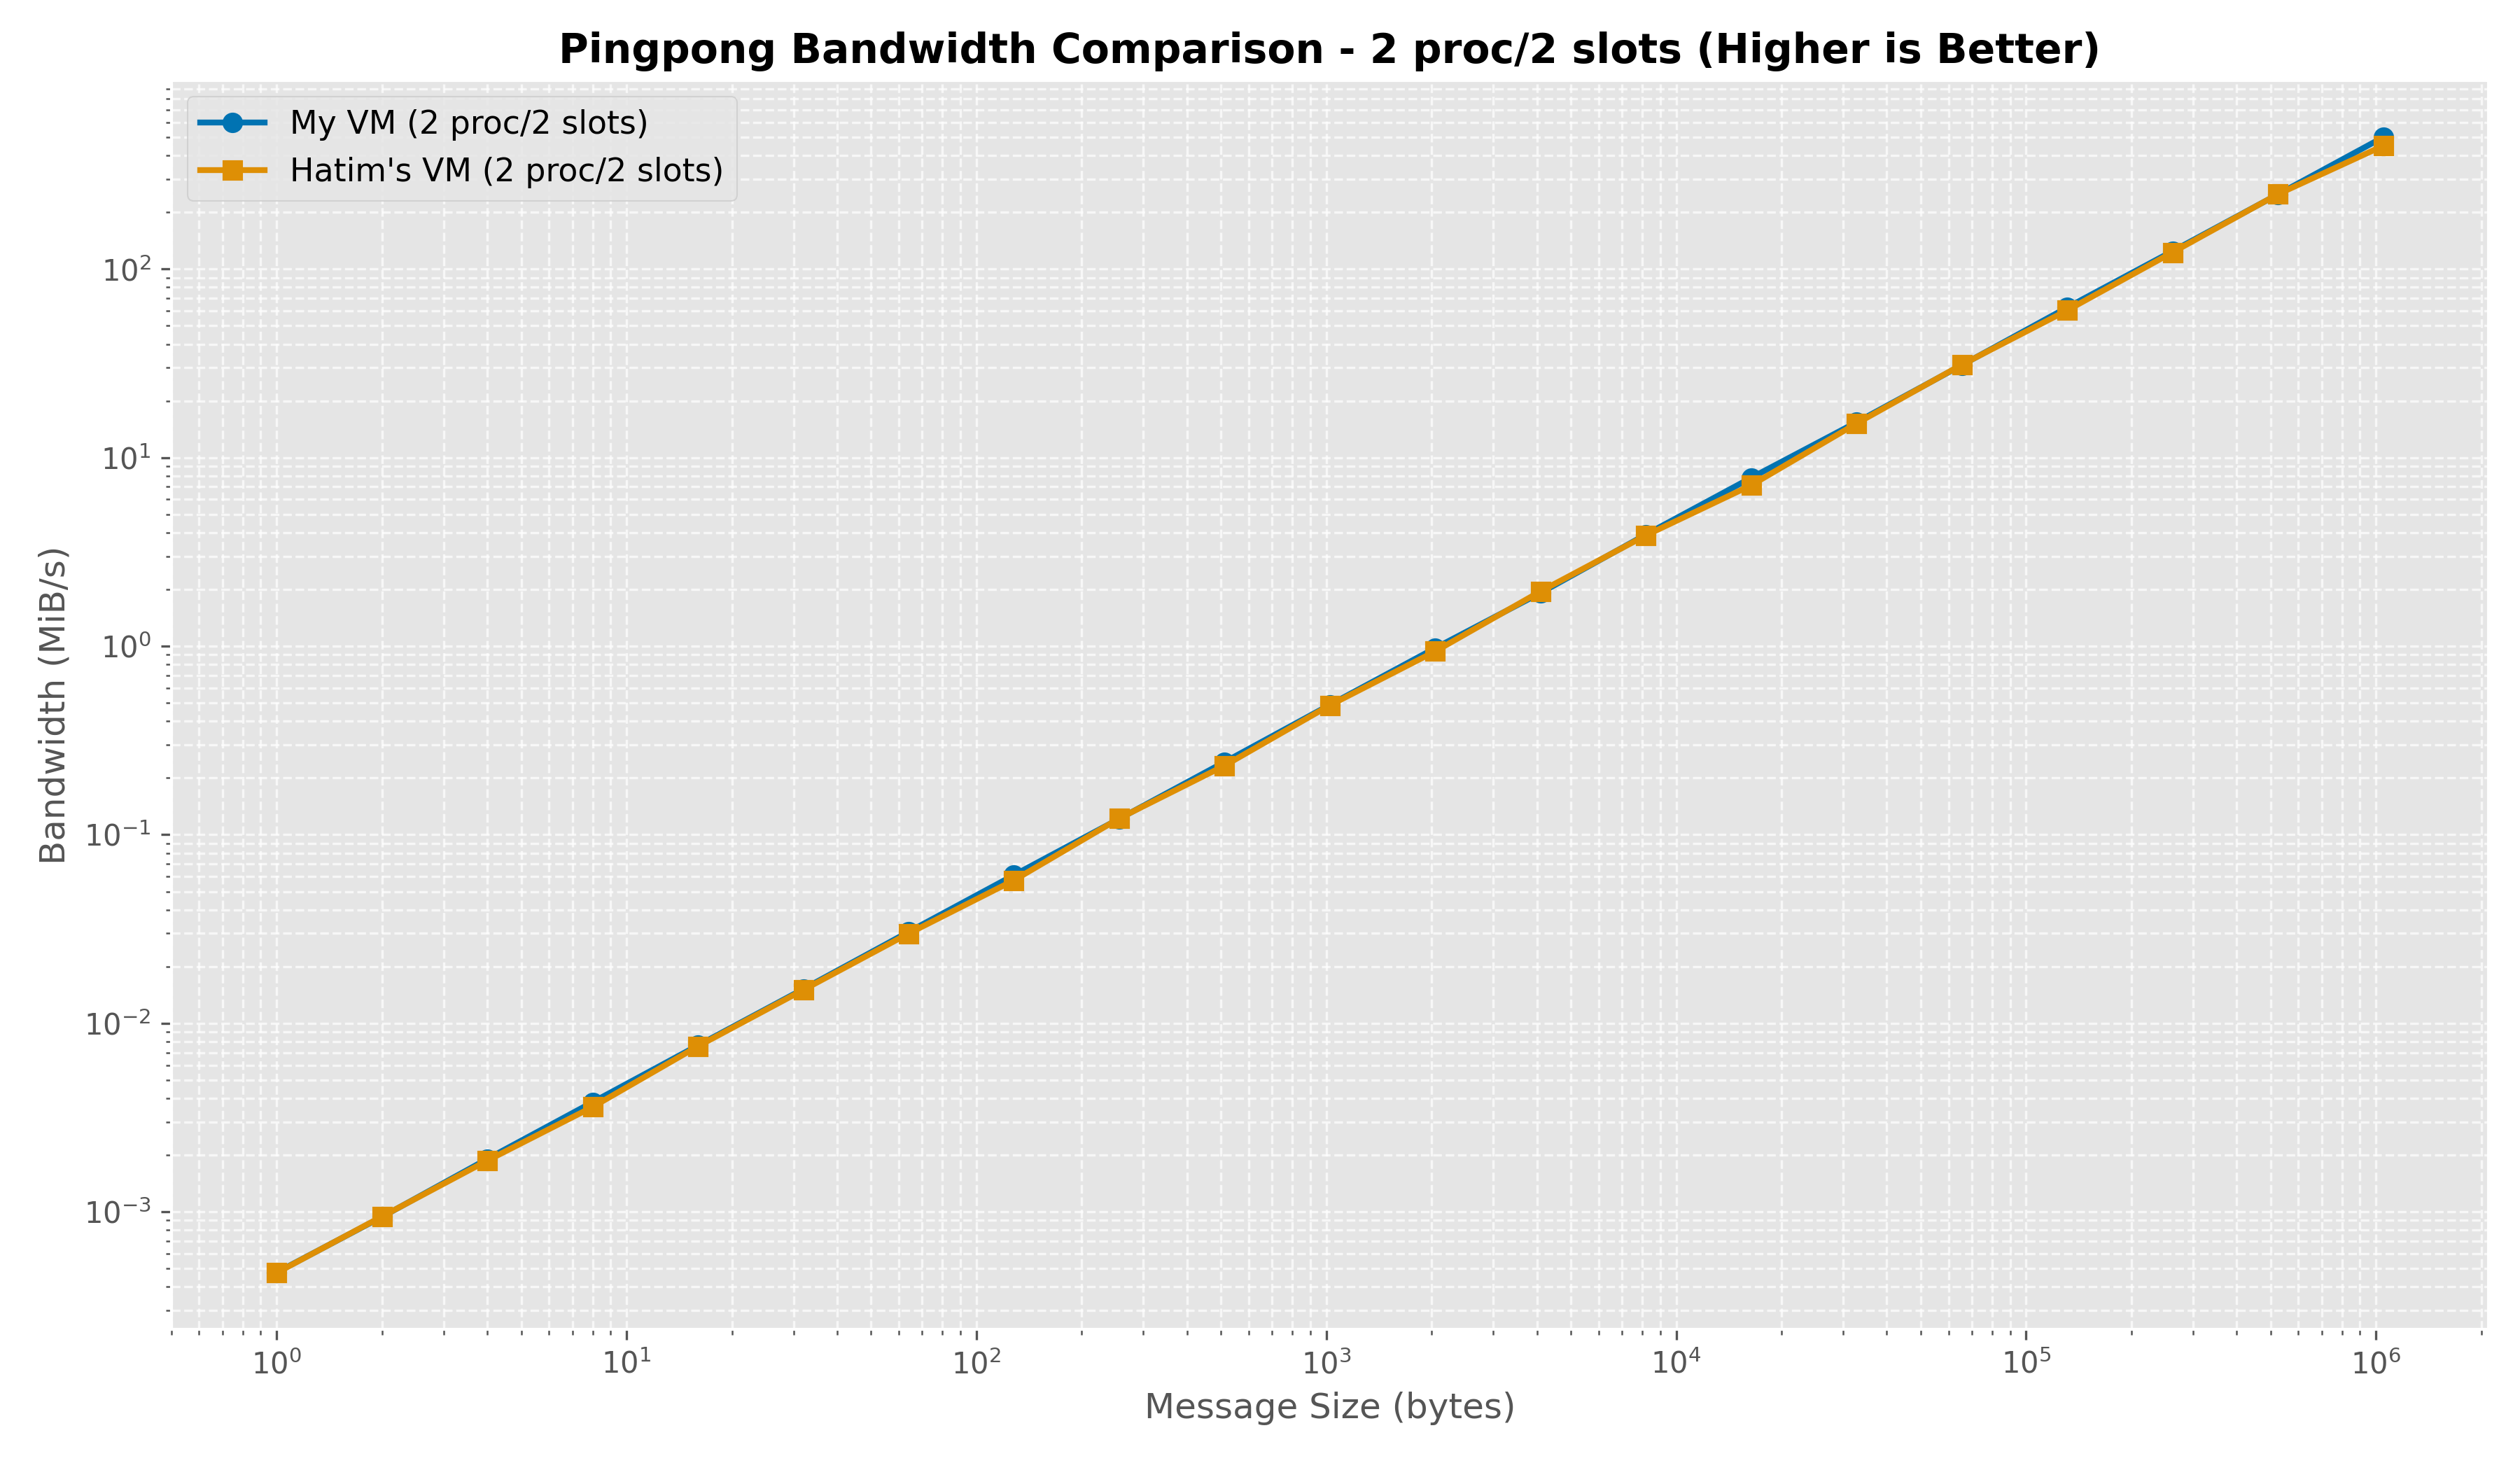 Pingpong Bandwidth Comparison - 2 proc/2 slots (Higher is Better)
My VM (2 proc/2 slots)
Hatim's VM (2 proc/2 slots)
Bandwidth (MiB/s)
10²
10¹
10⁰
10⁻¹
10⁻²
10⁻³
10⁰ 10¹ 10² 10³ 10⁴ 10⁵ 10⁶
Message Size (bytes)